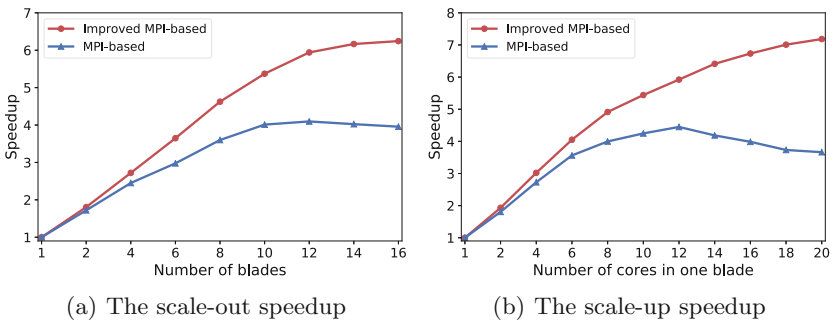 Improved MPI-based
MPI-based
Speedup
7
6
5
4
3
2
1
1 2 4 6 8 10 12 14 16
Number of blades
(a) The scale-out speedup
Improved MPI-based
MPI-based
Speedup
8
7
6
5
4
3
2
1
1 2 4 6 8 10 12 14 16 18 20
Number of cores in one blade
(b) The scale-up speedup